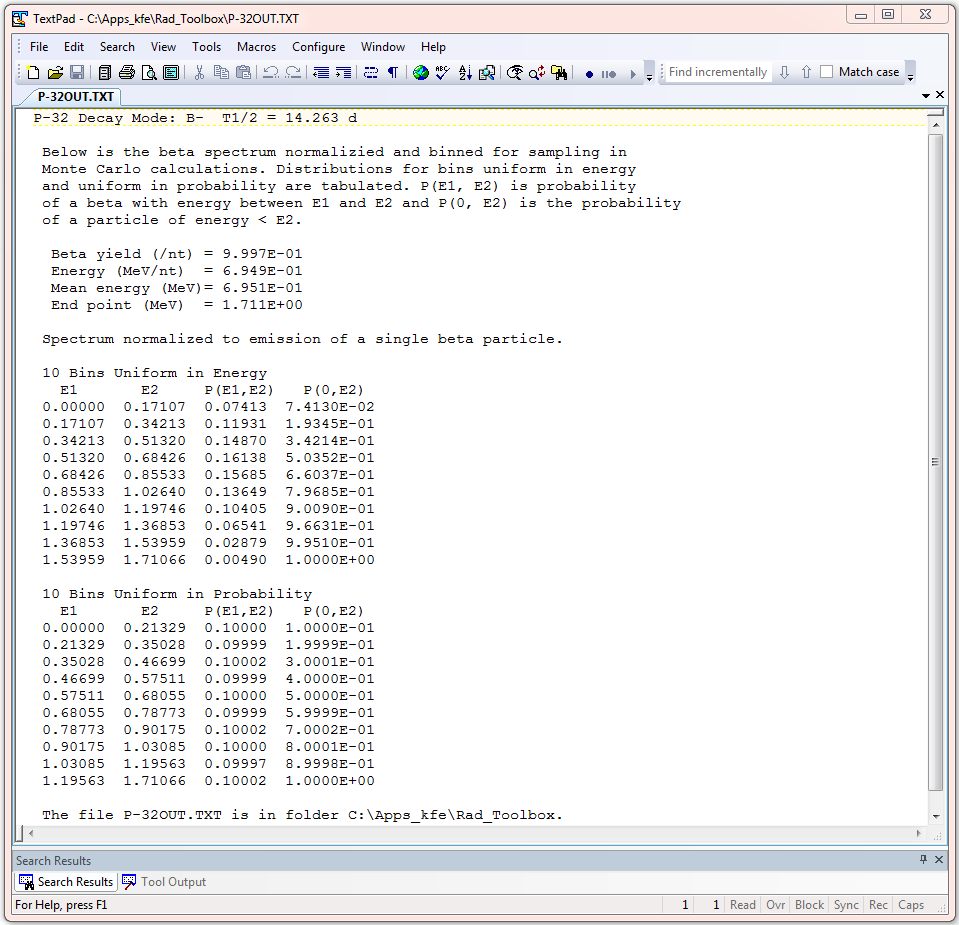 TextPad - C:\Apps_kfe\Rad_Toolbox\P-32OUT.TXT
File Edit Search View Tools Macros Configure Window Help
Find incrementally Match case
P-32OUT.TXT
P-32 Decay Mode: B- T1/2 = 14.263 d
Below is the beta spectrum normalizied and binned for sampling in
Monte Carlo calculations. Distributions for bins uniform in energy
and uniform in probability are tabulated. P(E1, E2) is probability
of a beta with energy between E1 and E2 and P(0, E2) is the probability
of a particle of energy < E2.
Beta yield (/nt) = 9.997E-01
Energy (MeV/nt) = 6.949E-01
Mean energy (MeV)= 6.951E-01
End point (MeV) = 1.711E+00
Spectrum normalized to emission of a single beta particle.
10 Bins Uniform in Energy
E1 E2 P(E1,E2) P(0,E2)
0.00000 0.17107 0.07413 7.4130E-02
0.17107 0.34213 0.11931 1.9345E-01
0.34213 0.51320 0.14870 3.4214E-01
0.51320 0.68426 0.16138 5.0352E-01
0.68426 0.85533 0.15685 6.6037E-01
0.85533 1.02640 0.13649 7.9685E-01
1.02640 1.19746 0.10405 9.0090E-01
1.19746 1.36853 0.06541 9.6631E-01
1.36853 1.53959 0.02879 9.9510E-01
1.53959 1.71066 0.00490 1.0000E+00
10 Bins Uniform in Probability
E1 E2 P(E1,E2) P(0,E2)
0.00000 0.21329 0.10000 1.0000E-01
0.21329 0.35028 0.09999 1.9999E-01
0.35028 0.46699 0.10002 3.0001E-01
0.46699 0.57511 0.09999 4.0000E-01
0.57511 0.68055 0.10000 5.0000E-01
0.68055 0.78773 0.09999 5.9999E-01
0.78773 0.90175 0.10002 7.0002E-01
0.90175 1.03085 0.10000 8.0001E-01
1.03085 1.19563 0.09997 8.9998E-01
1.19563 1.71066 0.10002 1.0000E+00
The file P-32OUT.TXT is in folder C:\Apps_kfe\Rad_Toolbox.
Search Results
Search Results Tool Output
For Help, press F1 1 1 Read Ovr Block Sync Rec Caps